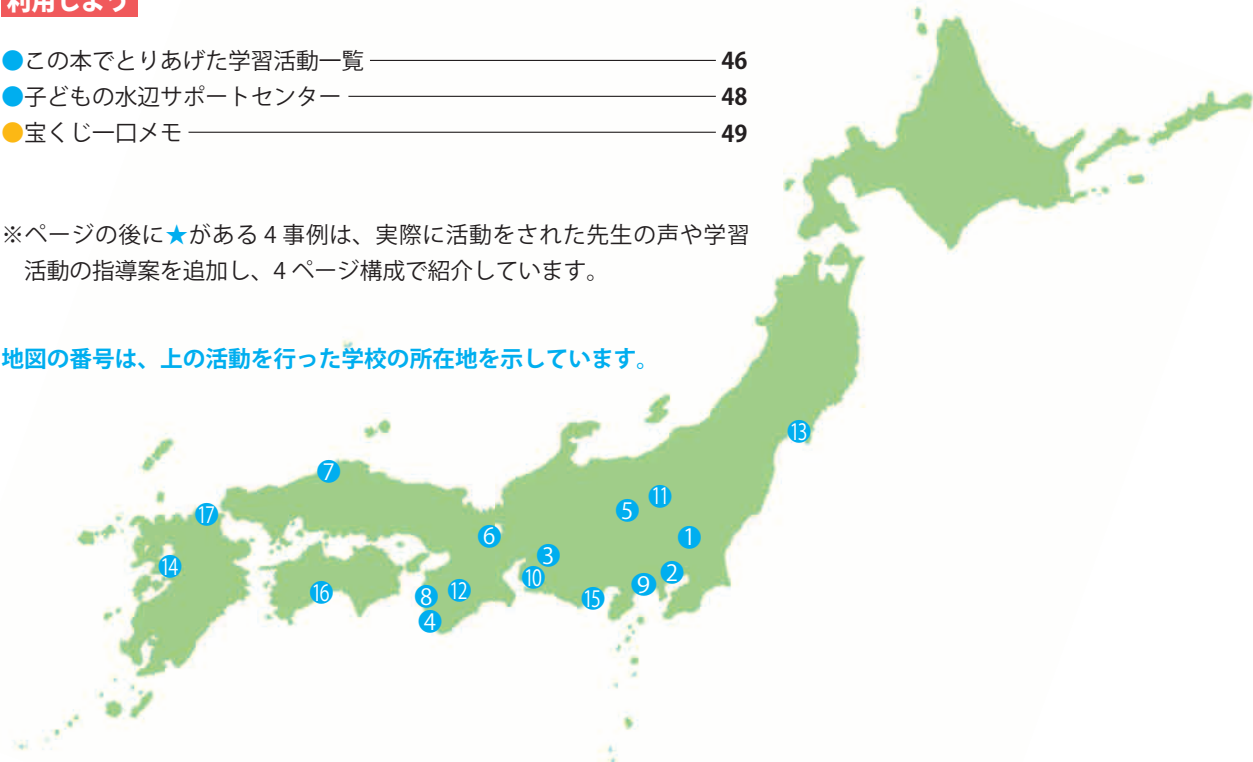 利用しよう
●この本でとりあげた学習活動一覧 46
●子どもの水辺サポートセンター 48
●宝くじ一口メモ 49
※ページの後に★がある4事例は、実際に活動をされた先生の声や学習
活動の指導案を追加し、4ページ構成で紹介しています。
地図の番号は、上の活動を行った学校の所在地を示しています。
⑬
⑦
⑪
⑤
⑰
⑥
①
③
⑭
②
⑩
⑨
⑯
⑧
⑫
⑮
④